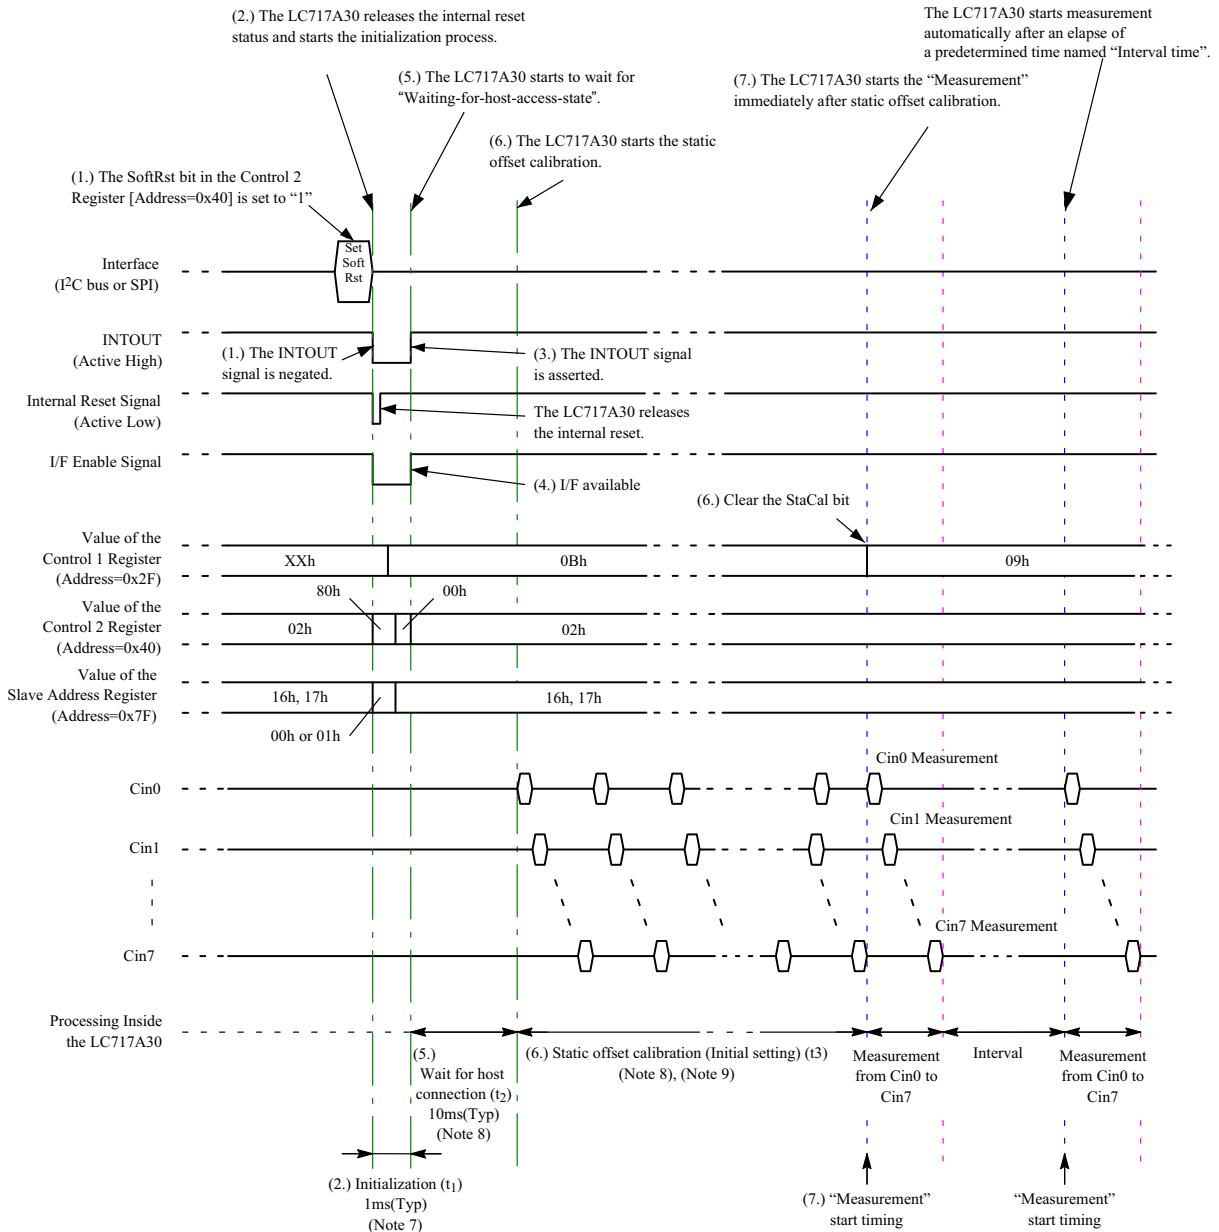 (2.) The LC717A30 releases the internal reset
status and starts the initialization process.
The LC717A30 starts measurement
automatically after an elapse of
a predetermined time named “Interval time”.
(5.) The LC717A30 starts to wait for
“Waiting-for-host-access-state”.
(7.) The LC717A30 starts the “Measurement”
immediately after static offset calibration.
(6.) The LC717A30 starts the static
offset calibration.
(1.) The SoftRst bit in the Control 2
Register [Address=0x40] is set to “1”
Set
Soft
Rst
Interface
(I²C bus or SPI)
INTOUT
(Active High)
(1.) The INTOUT
signal is negated.
(3.) The INTOUT signal
is asserted.
Internal Reset Signal
(Active Low)
The LC717A30 releases
the internal reset.
I/F Enable Signal
(4.) I/F available
(6.) Clear the StaCal bit
Value of the
Control 1 Register
(Address=0x2F)
XXh
0Bh
09h
80h
00h
Value of the
Control 2 Register
(Address=0x40)
02h
02h
Value of the
Slave Address Register
(Address=0x7F)
16h, 17h
16h, 17h
00h or 01h
Cin0 Measurement
Cin0
Cin1 Measurement
Cin1
Cin7 Measurement
Cin7
Processing Inside
the LC717A30
(5.)
Wait for host
connection (t2)
10ms(Typ)
(Note 8)
(6.) Static offset calibration (Initial setting) (t3)
(Note 8), (Note 9)
Measurement
from Cin0 to
Cin7
Interval
Measurement
from Cin0 to
Cin7
(2.) Initialization (t1)
1ms(Typ)
(Note 7)
(7.) “Measurement”
start timing
“Measurement”
start timing